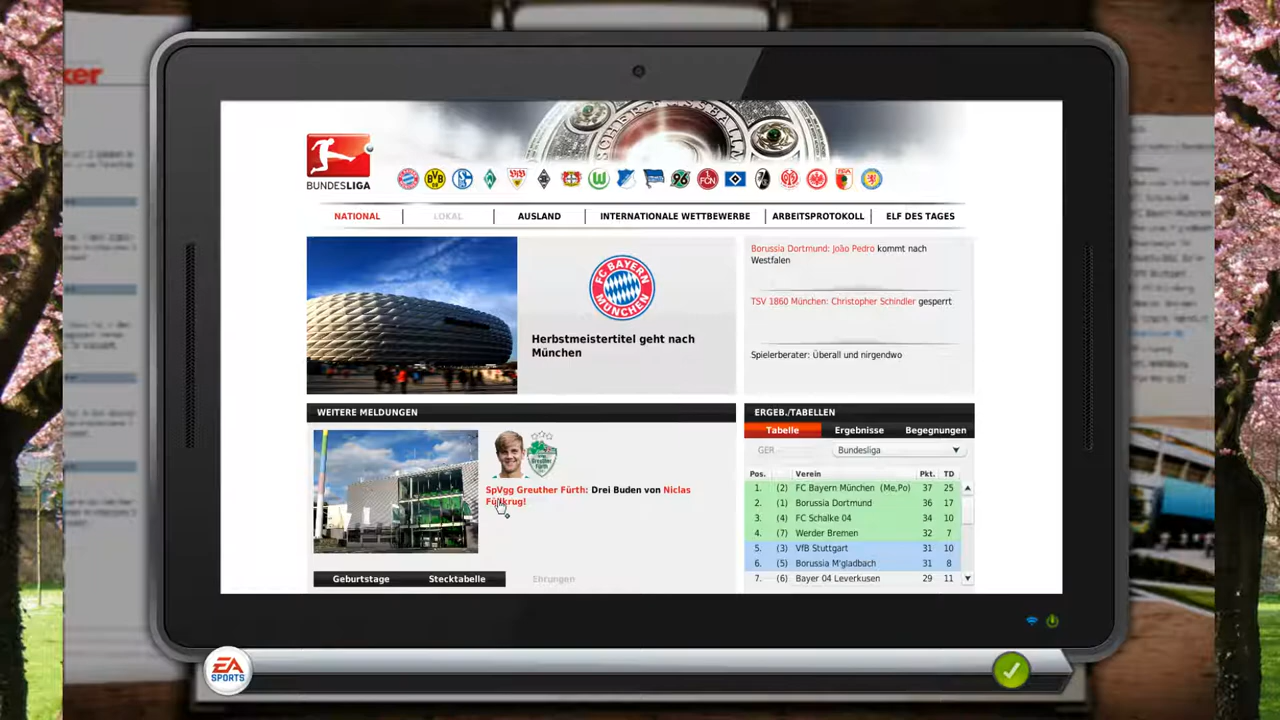 ker
BUNDESLIGA
NATIONAL
LOKAL
AUSLAND
INTERNATIONALE WETTBEWERBE
ARBEITSPROTOKOLL
ELF DES TAGES
FC BAYERN MÜNCHEN
Herbstmeistertitel geht nach
München
Borussia Dortmund: João Pedro kommt nach
Westfalen
TSV 1860 München: Christopher Schindler gesperrt
Spielerberater: Überall und nirgendwo
WEITERE MELDUNGEN
SpVgg Greuther Fürth: Drei Buden von Niclas
Füllkrug!
Geburtstage
Stecktabelle
Ehrungen
ERGEB./TABELLEN
Tabelle
Ergebnisse
Begegnungen
GER
Bundesliga
Pos. Verein Pkt. TD
1. (2) FC Bayern München (Me,Po) 37 25
2. (1) Borussia Dortmund 36 17
3. (4) FC Schalke 04 34 10
4. (7) Werder Bremen 32 7
5. (3) VfB Stuttgart 31 10
6. (5) Borussia M'gladbach 31 8
7. (6) Bayer 04 Leverkusen 29 11
EA
SPORTS